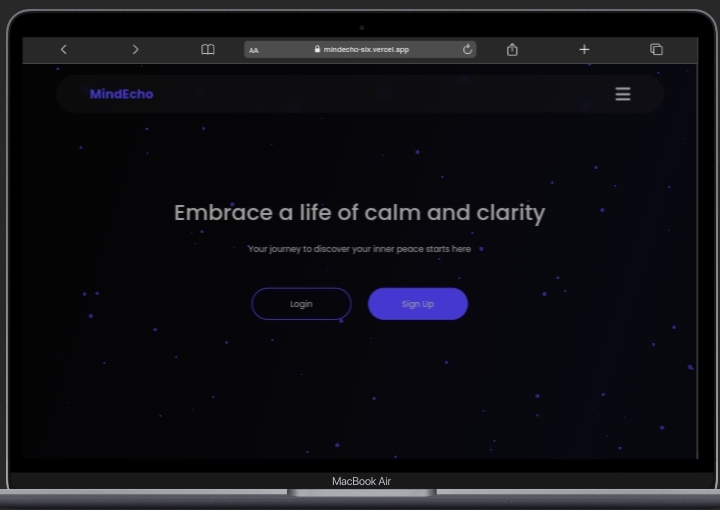 AA
mindecho-six.vercel.app
MindEcho
Embrace a life of calm and clarity
Your journey to discover your inner peace starts here
Login
Sign Up
MacBook Air